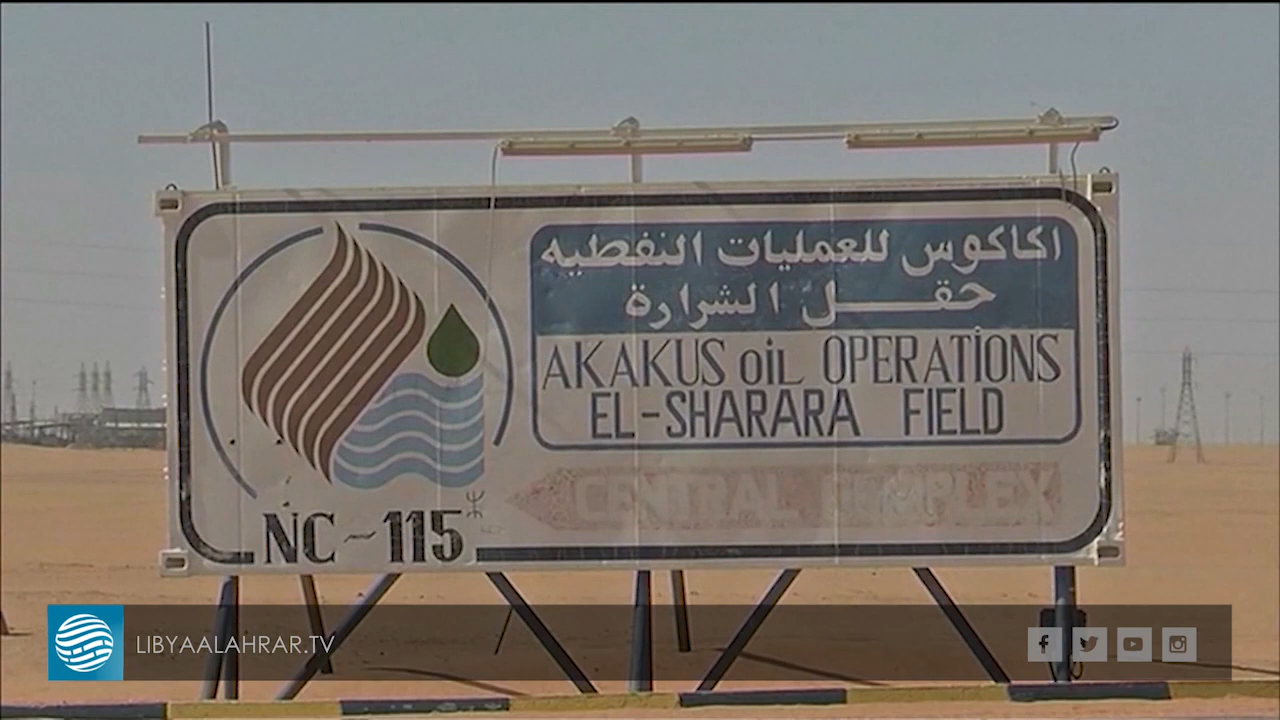 اكاكوس للعمليات النفطيه
حقل الشرارة
AKAKUS OiL OPERATIONS
EL-SHARARA FIELD
CENTRAL COMPLEX
NC-115
LIBYAALAHRAR.TV